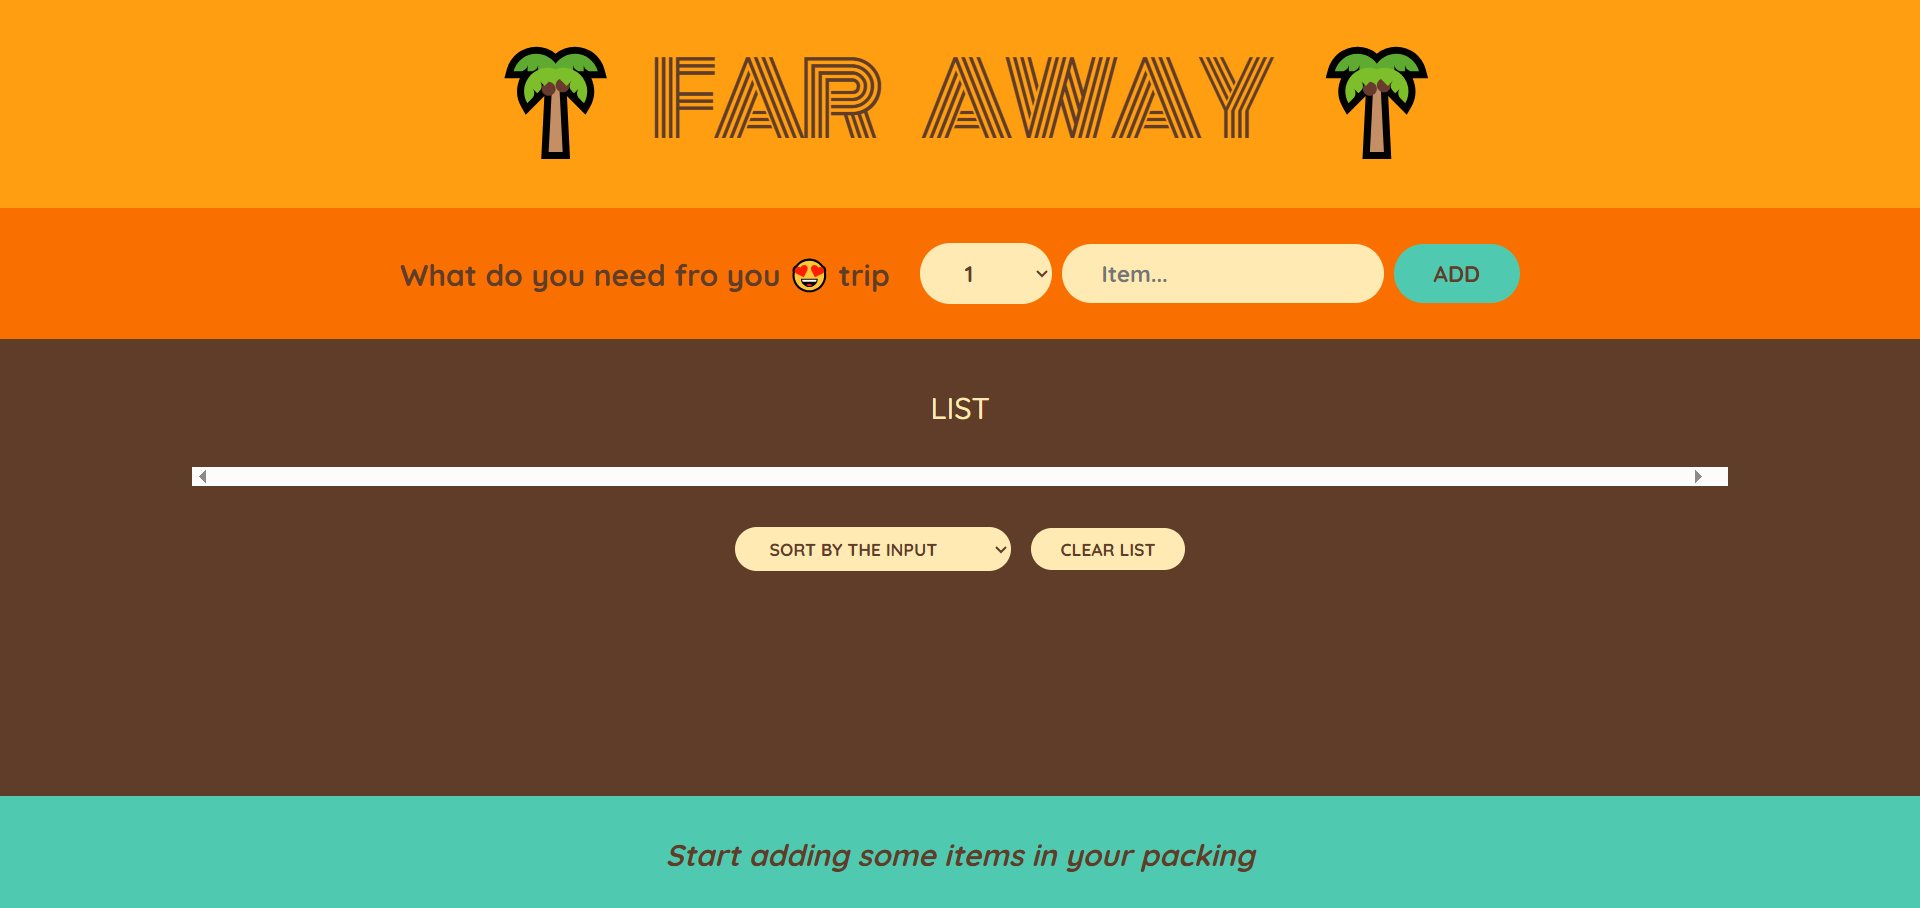 FAR AWAY
What do you need fro you 😍 trip
1
Item...
ADD
LIST
SORT BY THE INPUT
CLEAR LIST
Start adding some items in your packing